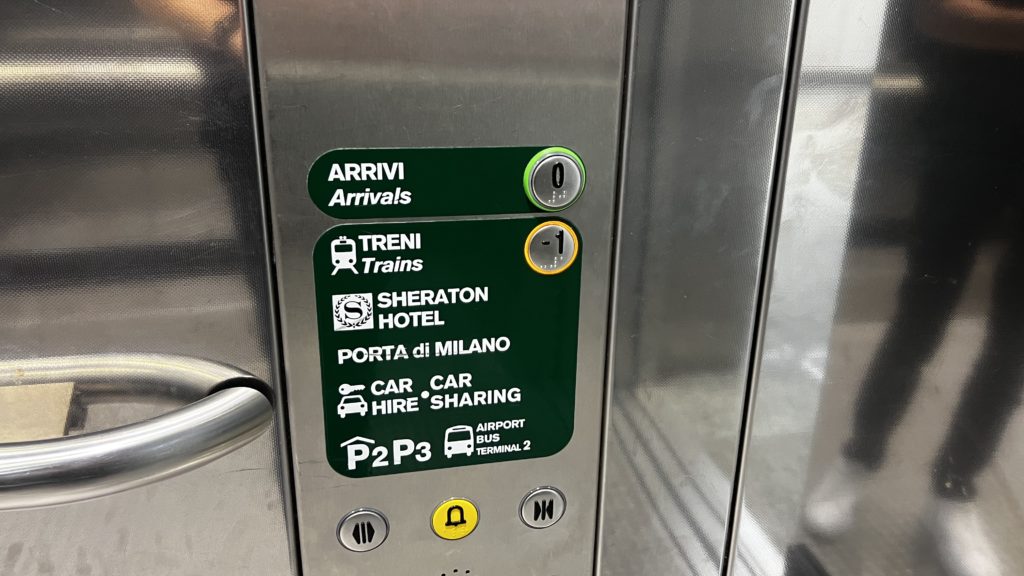 ARRIVI
Arrivals
0
TRENI
Trains
-1
S
SHERATON
HOTEL
PORTA di MILANO
CAR HIRE • CAR SHARING
P2 P3
AIRPORT
BUS
TERMINAL 2